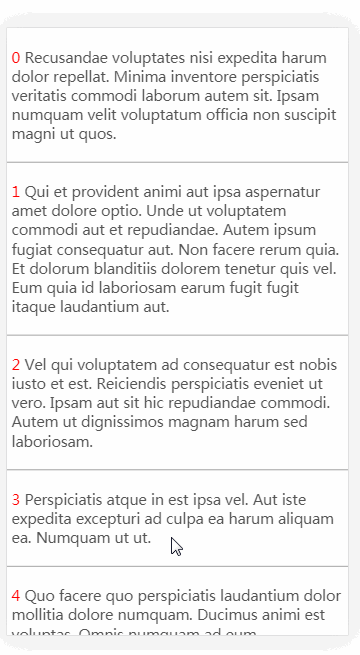 0 Recusandae voluptates nisi expedita harum
dolor repellat. Minima inventore perspiciatis
veritatis commodi laborum autem sit. Ipsam
numquam velit voluptatum officia non suscipit
magni ut quos.
1 Qui et provident animi aut ipsa aspernatur
amet dolore optio. Unde ut voluptatem
commodi aut et repudiandae. Autem ipsum
fugiat consequatur aut. Non facere rerum quia.
Et dolorum blanditiis dolorem tenetur quis vel.
Eum quia id laboriosam earum fugit fugit
itaque laudantium aut.
2 Vel qui voluptatem ad consequatur est nobis
iusto et est. Reiciendis perspiciatis eveniet ut
vero. Ipsam aut sit hic repudiandae commodi.
Autem ut dignissimos magnam harum sed
laboriosam.
3 Perspiciatis atque in est ipsa vel. Aut iste
expedita excepturi ad culpa ea harum aliquam
ea. Numquam ut ut.
4 Quo facere quo perspiciatis laudantium dolor
mollitia dolore numquam. Ducimus animi est
voluptas. Omnis numquam ad eum